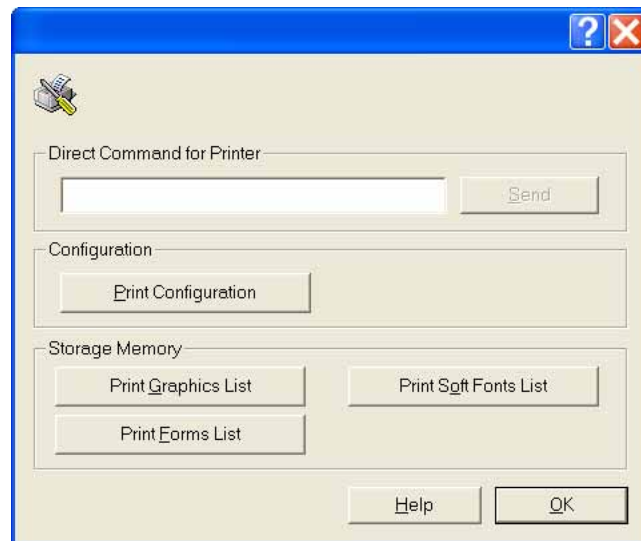 Direct Command for Printer
Send
Configuration
Print Configuration
Storage Memory
Print Graphics List Print Soft Fonts List
Print Forms List
Help OK